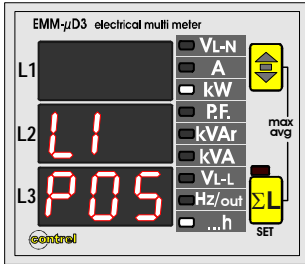 EMM-μD3 electrical multi meter
L1
L2 L1
L3 POS
VL-N
A
kW
P.F.
kVAr
kVA
VL-L
Hz/out
...h
max
avg
ΣL
SET
contrel